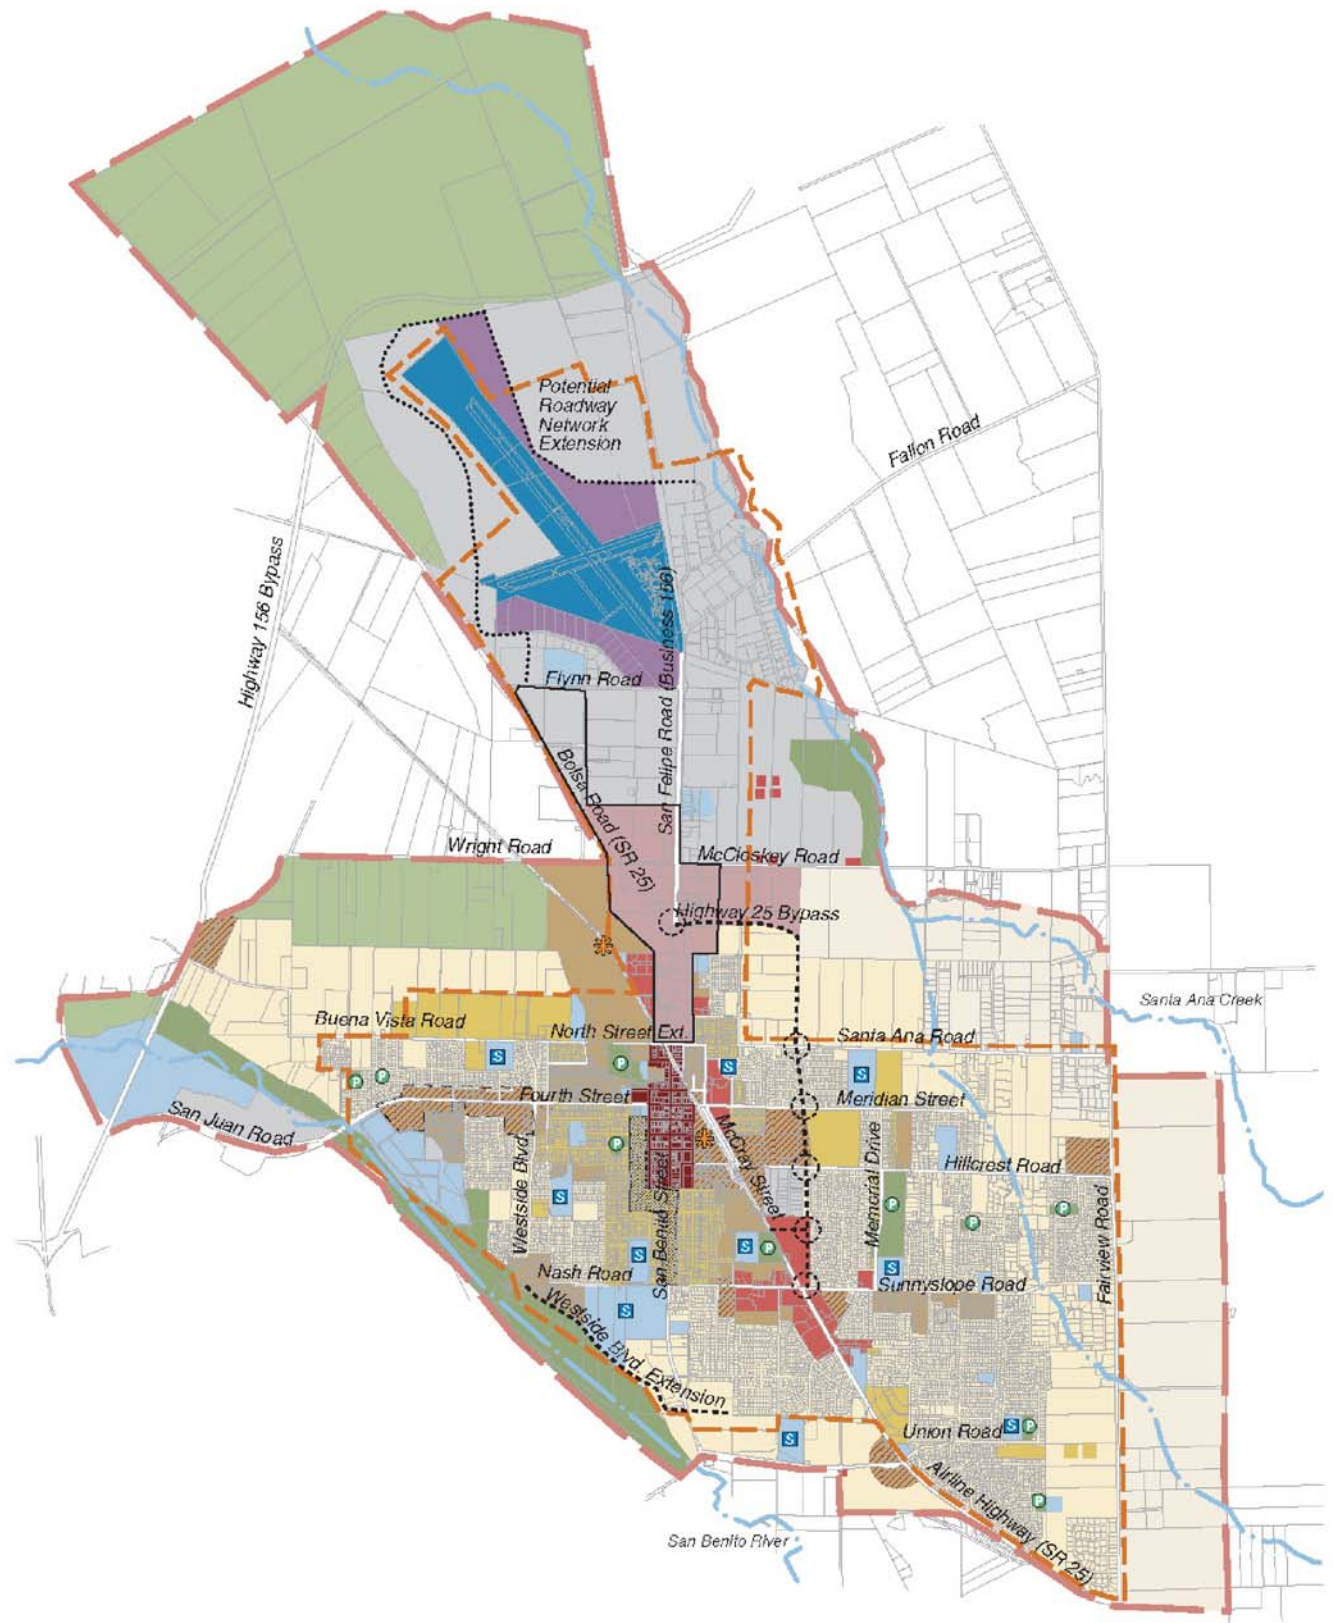 Potential
Roadway
Network
Extension
Fallon Road
Highway 156 Bypass
San Felipe Road (Business 156)
Flynn Road
Bolsa Road (SR 25)
Wright Road
McCloskey Road
Highway 25 Bypass
Santa Ana Creek
Buena Vista Road
North Street Ext.
Santa Ana Road
S
P
S
S
P
P
Fourth Street
Meridian Street
San Juan Road
McCray Street
P
Westside Blvd.
San Benito Street
Memorial Drive
Hillcrest Road
Fairview Road
S
P
P
P
S
S
P
S
Nash Road
Sunnyslope Road
S
Westside Blvd. Extension
S
Union Road
S
P
Airline Highway (SR 25)
P
San Benito River